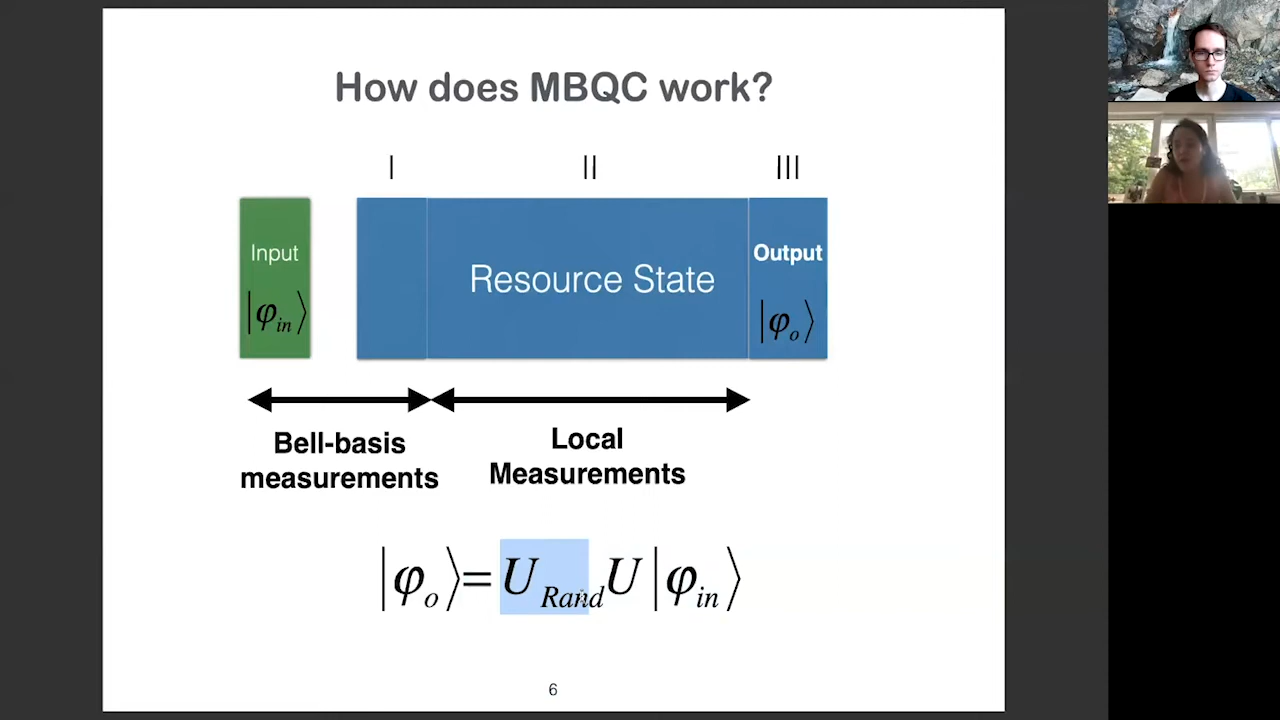 How does MBQC work?
I II III
Input
Output
Resource State
|φin⟩
|φo⟩
Bell-basis
measurements
Local
Measurements
|φo⟩=URandU|φin⟩
6